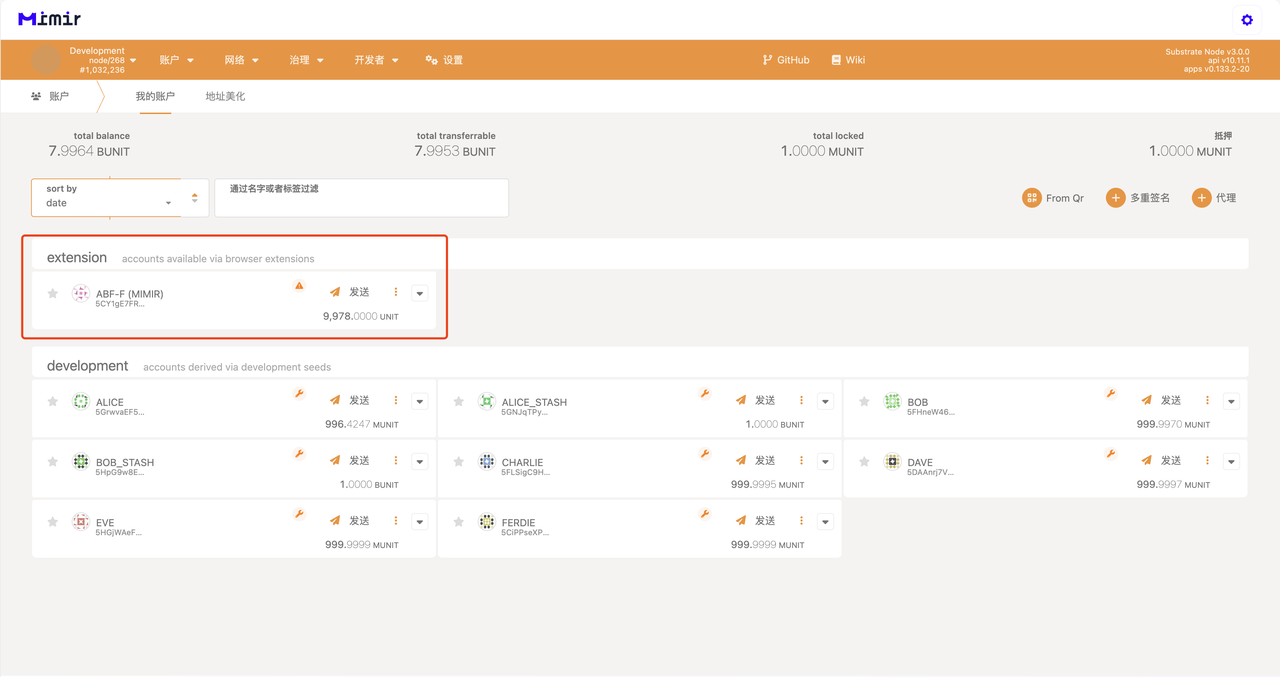 Mimir
Development
node/268
#1,032,236
账户
网络
治理
开发者
设置
GitHub
Wiki
Substrate Node v3.0.0
api v10.11.1
apps v0.133.2-20
账户
我的账户
地址美化
total balance
7.9964 BUNIT
total transferrable
7.9953 BUNIT
total locked
1.0000 MUNIT
抵押
1.0000 MUNIT
sort by
date
通过名字或者标签过滤
From Qr
多重签名
代理
extension accounts available via browser extensions
ABF-F (MIMIR)
5CY1gE7FR...
发送
9,978.0000 UNIT
development accounts derived via development seeds
ALICE
5GrwvaEF5...
发送
996.4247 MUNIT
ALICE_STASH
5GNJqTPy...
发送
1.0000 BUNIT
BOB
5FHneW46...
发送
999.9970 MUNIT
BOB_STASH
5HpG9w8E...
发送
1.0000 BUNIT
CHARLIE
5FLSigC9H...
发送
999.9995 MUNIT
DAVE
5DAAnrj7V...
发送
999.9997 MUNIT
EVE
5HGjWAeF...
发送
999.9999 MUNIT
FERDIE
5CiPPseXP...
发送
999.9999 MUNIT